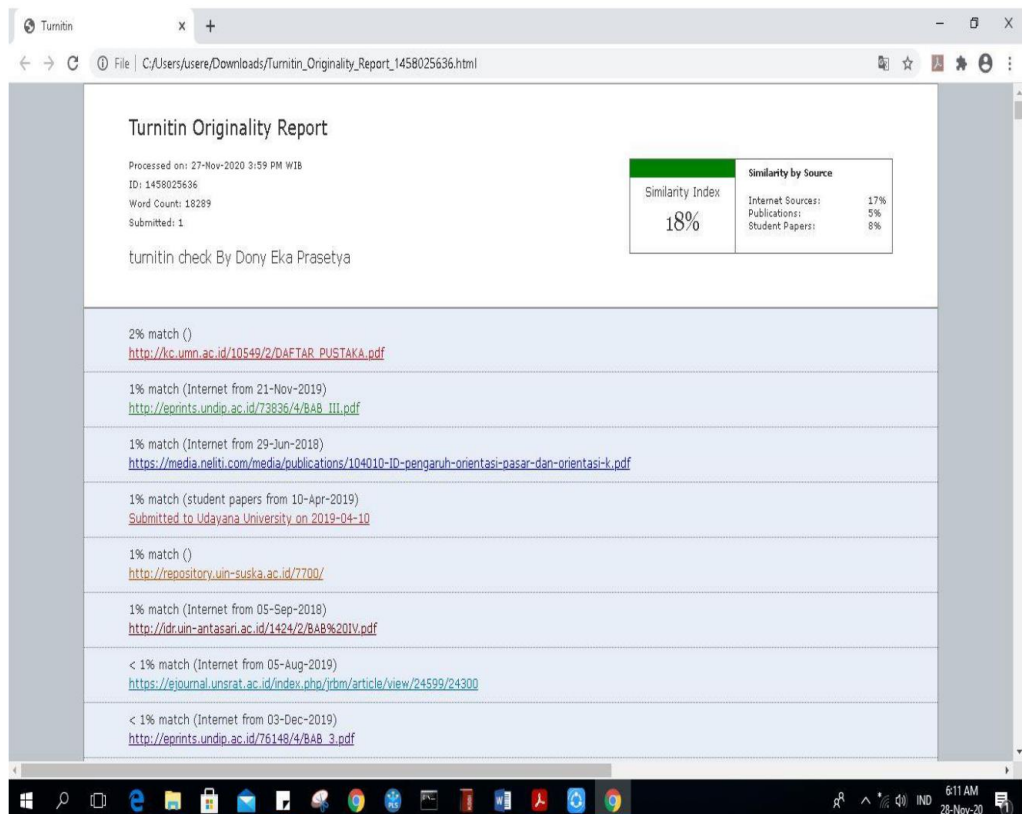 Turnitin
File | C:/Users/usere/Downloads/Turnitin_Originality_Report_1458025636.html
Turnitin Originality Report
Processed on: 27-Nov-2020 3:59 PM WIB
ID: 1458025636
Word Count: 18289
Submitted: 1
turnitin check By Dony Eka Prasetya
Similarity Index
18%
Similarity by Source
Internet Sources: 17%
Publications: 5%
Student Papers: 8%
2% match ()
http://kc.umn.ac.id/10549/2/DAFTAR_PUSTAKA.pdf
1% match (Internet from 21-Nov-2019)
http://eprints.undip.ac.id/73836/4/BAB_III.pdf
1% match (Internet from 29-Jun-2018)
https://media.neliti.com/media/publications/104010-ID-pengaruh-orientasi-pasar-dan-orientasi-k.pdf
1% match (student papers from 10-Apr-2019)
Submitted to Udayana University on 2019-04-10
1% match ()
http://repository.uin-suska.ac.id/7700/
1% match (Internet from 05-Sep-2018)
http://idr.uin-antasari.ac.id/1424/2/BAB%20IV.pdf
< 1% match (Internet from 05-Aug-2019)
https://ejournal.unsrat.ac.id/index.php/jrbm/article/view/24599/24300
< 1% match (Internet from 03-Dec-2019)
http://eprints.undip.ac.id/76148/4/BAB_3.pdf
PLS
IND
6:11 AM
28-Nov-20